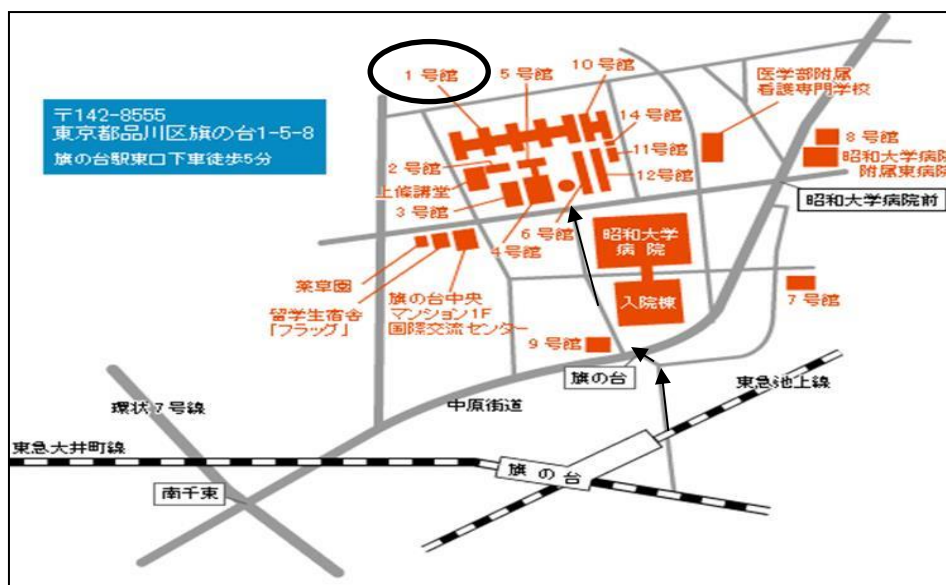 〒142-8555
東京都品川区旗の台1-5-8
旗の台駅東口下車徒歩5分
1 号館
5 号館
10 号館
医学部附属
看護専門学校
14 号館
8 号館
2 号館
11号館
昭和大学病院
附属東病院
上條講堂
12号館
3 号館
昭和大学病院前
6 号館
4 号館
昭和大学
病 院
薬草園
留学生宿舎
「フラッグ」
旗の台中央
マンション1F
国際交流センター
入院棟
7 号館
9 号館
旗の台
東急池上線
環状7号線
中原街道
東急大井町線
旗 の 台
南千束